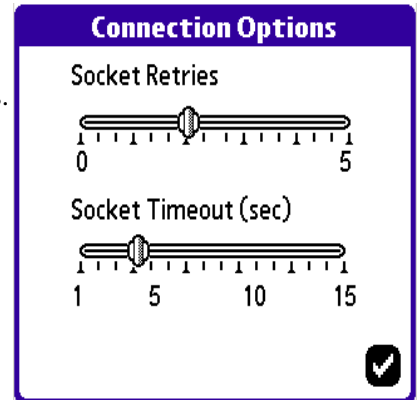 Connection Options
Socket Retries
0 5
Socket Timeout (sec)
1 5 10 15